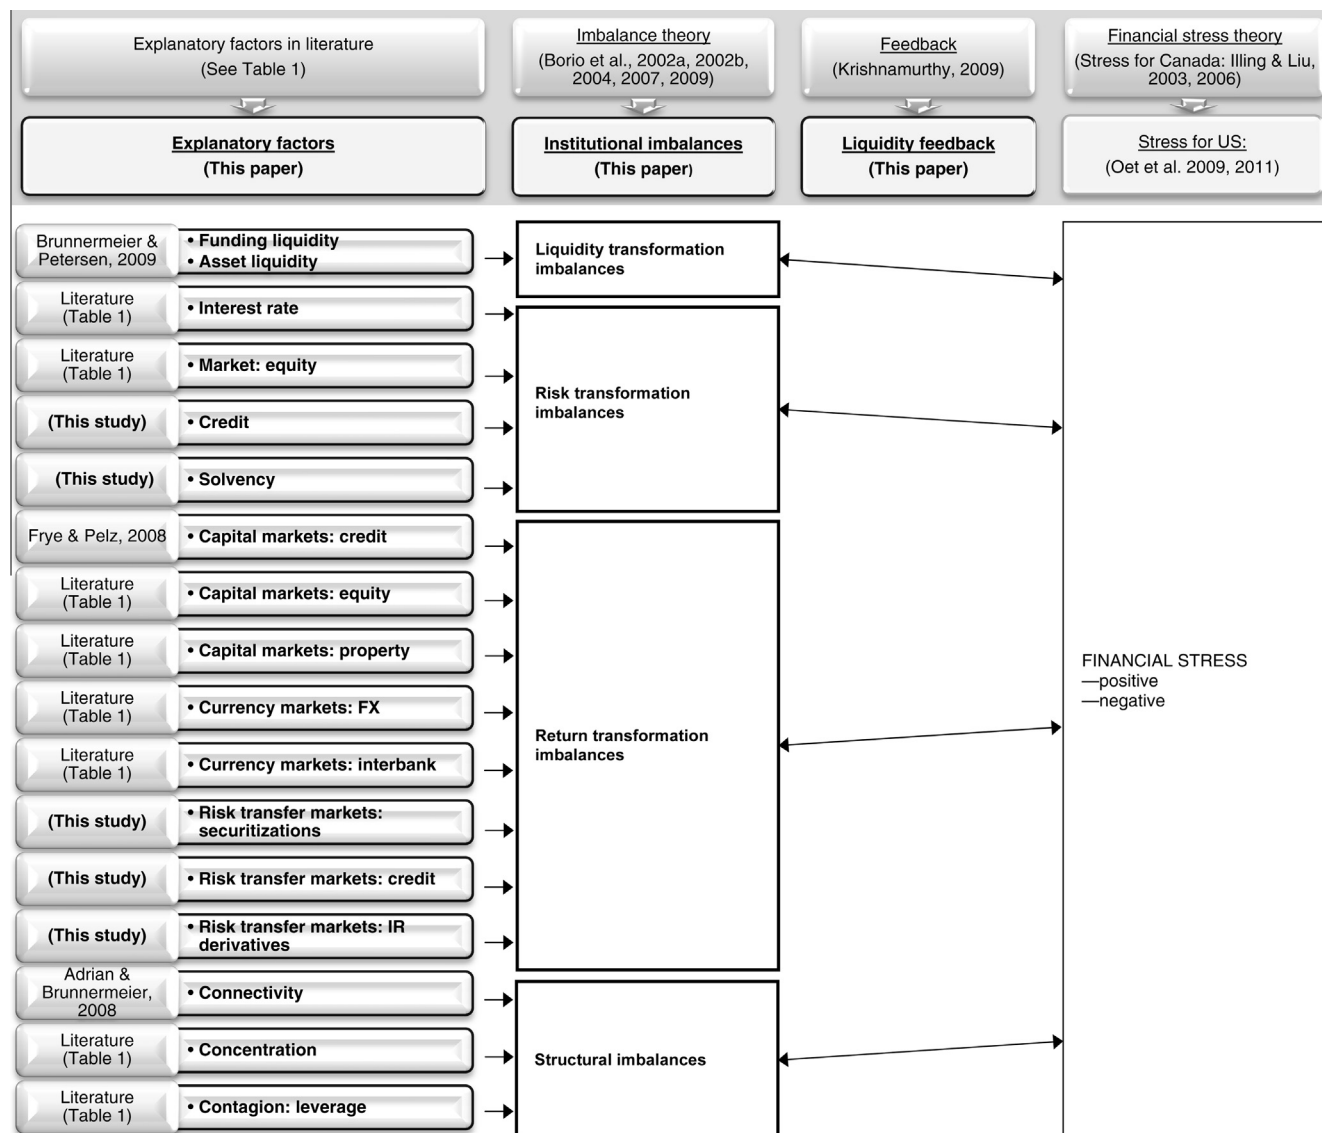 Explanatory factors in literature
(See Table 1)
Imbalance theory
(Borio et al., 2002a, 2002b,
2004, 2007, 2009)
Feedback
(Krishnamurthy, 2009)
Financial stress theory
(Stress for Canada: Illing & Liu,
2003, 2006)
Explanatory factors
(This paper)
Institutional imbalances
(This paper)
Liquidity feedback
(This paper)
Stress for US:
(Oet et al. 2009, 2011)
Brunnermeier &
Petersen, 2009
• Funding liquidity
• Asset liquidity
Literature
(Table 1)
• Interest rate
Literature
(Table 1)
• Market: equity
(This study)
• Credit
(This study)
• Solvency
Frye & Pelz, 2008
• Capital markets: credit
Literature
(Table 1)
• Capital markets: equity
Literature
(Table 1)
• Capital markets: property
Literature
(Table 1)
• Currency markets: FX
Literature
(Table 1)
• Currency markets: interbank
(This study)
• Risk transfer markets:
securitizations
(This study)
• Risk transfer markets: credit
(This study)
• Risk transfer markets: IR
derivatives
Adrian &
Brunnermeier,
2008
• Connectivity
Literature
(Table 1)
• Concentration
Literature
(Table 1)
• Contagion: leverage
Liquidity transformation
imbalances
Risk transformation
imbalances
Return transformation
imbalances
Structural imbalances
FINANCIAL STRESS
—positive
—negative